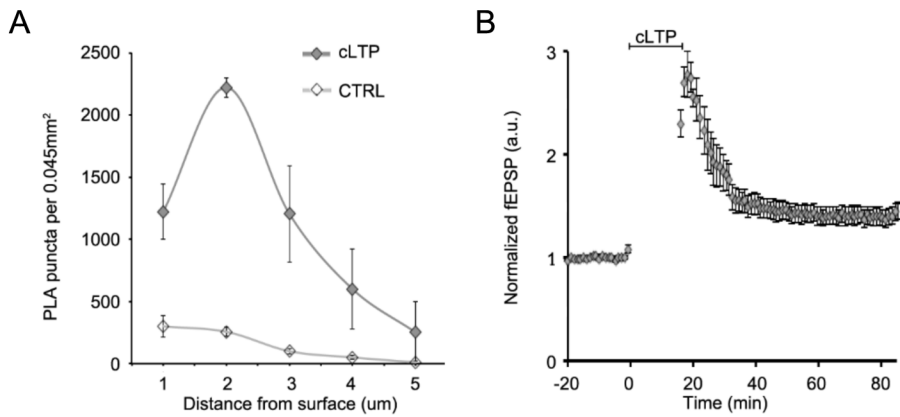 A
PLA puncta per 0.045mm²
2500
2000
1500
1000
500
0
1 2 3 4 5
Distance from surface (um)
cLTP
CTRL
B
Normalized fEPSP (a.u.)
3
2
1
0
cLTP
-20 0 20 40 60 80
Time (min)